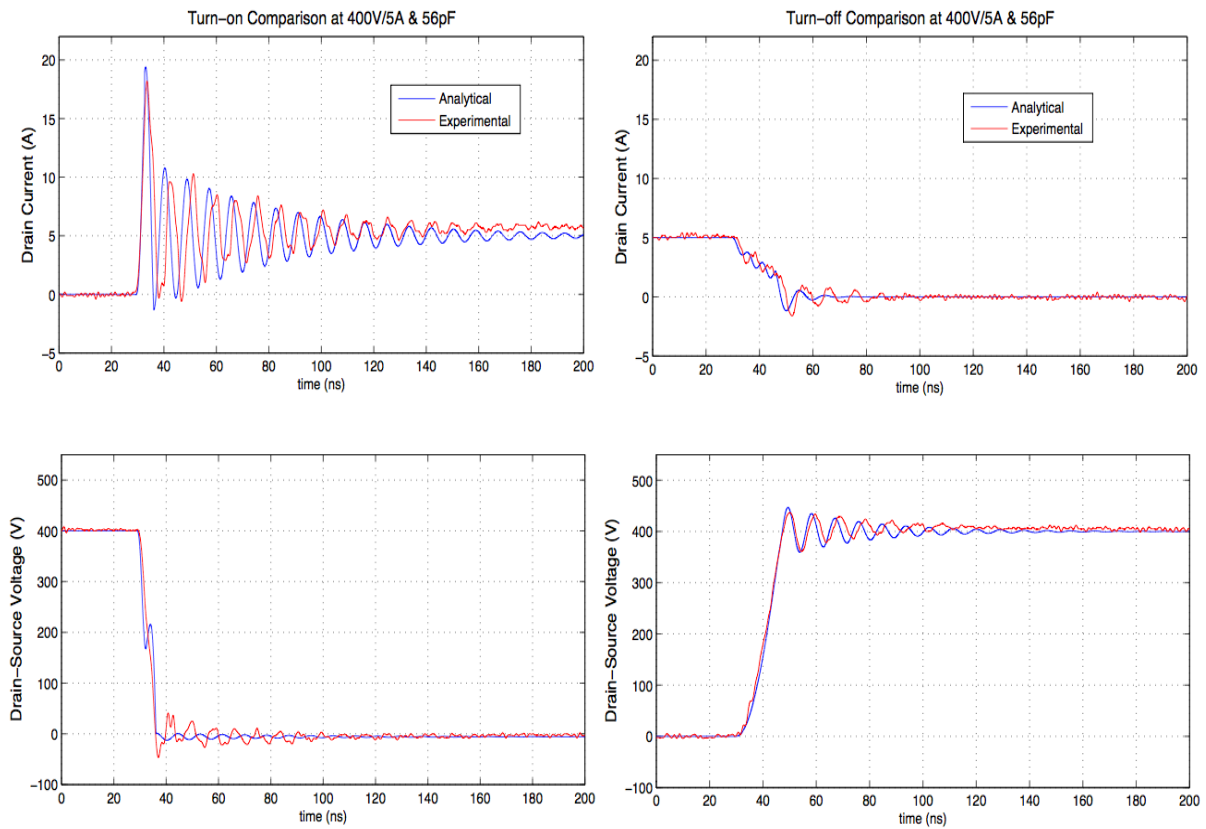 Turn-on Comparison at 400V/5A & 56pF
20
15
10
5
0
-5
Drain Current (A)
Analytical
Experimental
0 20 40 60 80 100 120 140 160 180 200
time (ns)
Turn-off Comparison at 400V/5A & 56pF
20
15
10
5
0
-5
Drain Current (A)
Analytical
Experimental
0 20 40 60 80 100 120 140 160 180 200
time (ns)
500
400
300
200
100
0
-100
Drain-Source Voltage (V)
0 20 40 60 80 100 120 140 160 180 200
time (ns)
500
400
300
200
100
0
-100
Drain-Source Voltage (V)
0 20 40 60 80 100 120 140 160 180 200
time (ns)